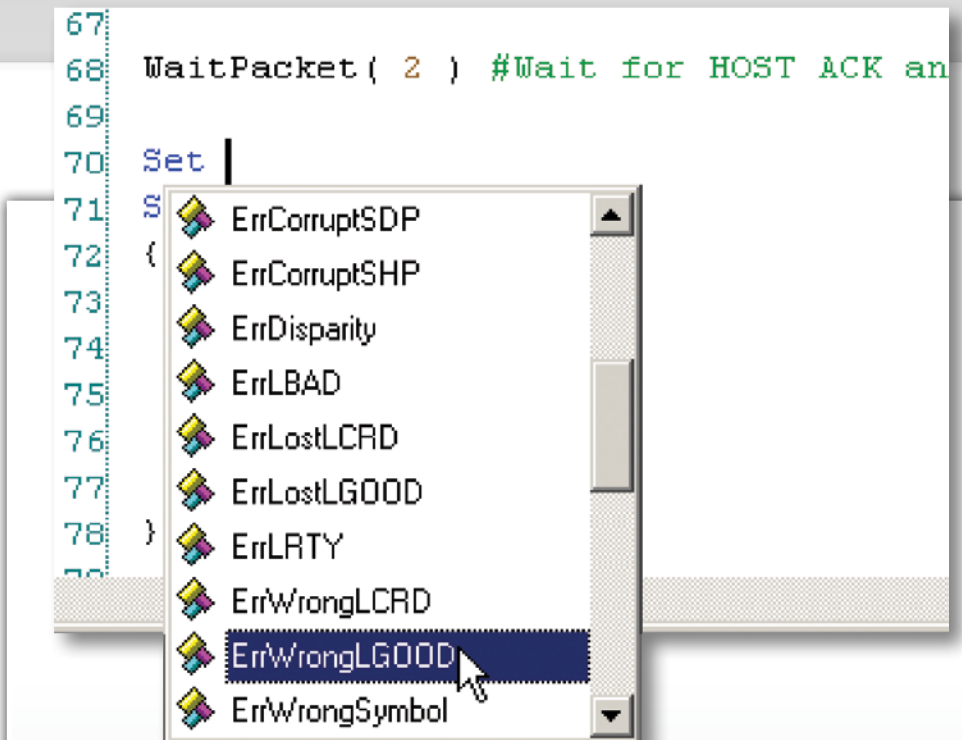 67
68 WaitPacket( 2 ) #Wait for HOST ACK an
69
70 Set
71 S
72 {
73
74
75
76
77
78 }
ErrCorruptSDP
ErrCorruptSHP
ErrDisparity
ErrLBAD
ErrLostLCRD
ErrLostLGOOD
ErrLRTY
ErrWrongLCRD
ErrWrongLGOOD
ErrWrongSymbol